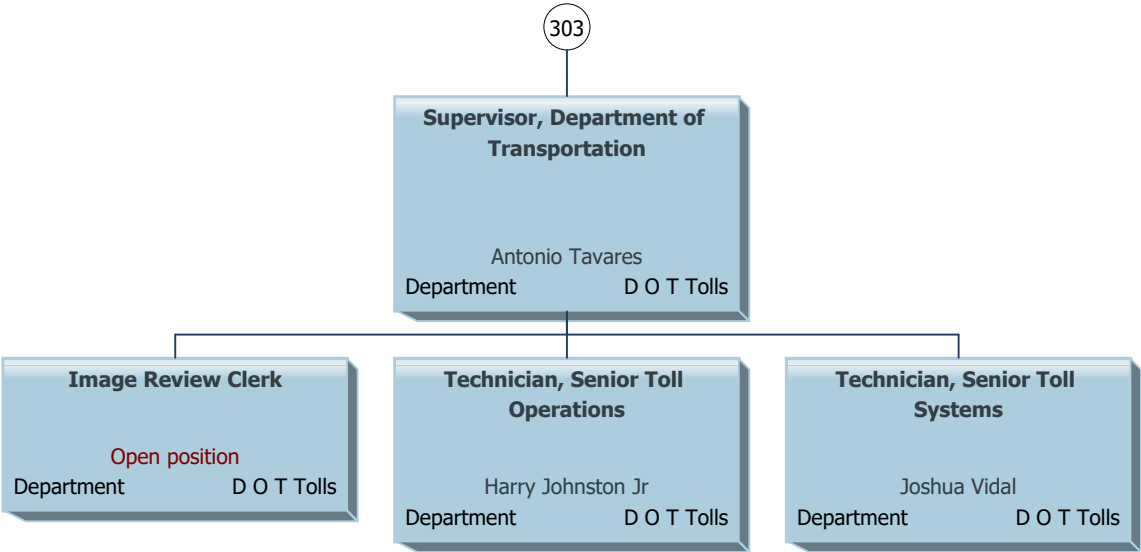 303
Supervisor, Department of
Transportation
Antonio Tavares
Department D O T Tolls
Image Review Clerk
Open position
Department D O T Tolls
Technician, Senior Toll
Operations
Harry Johnston Jr
Department D O T Tolls
Technician, Senior Toll
Systems
Joshua Vidal
Department D O T Tolls